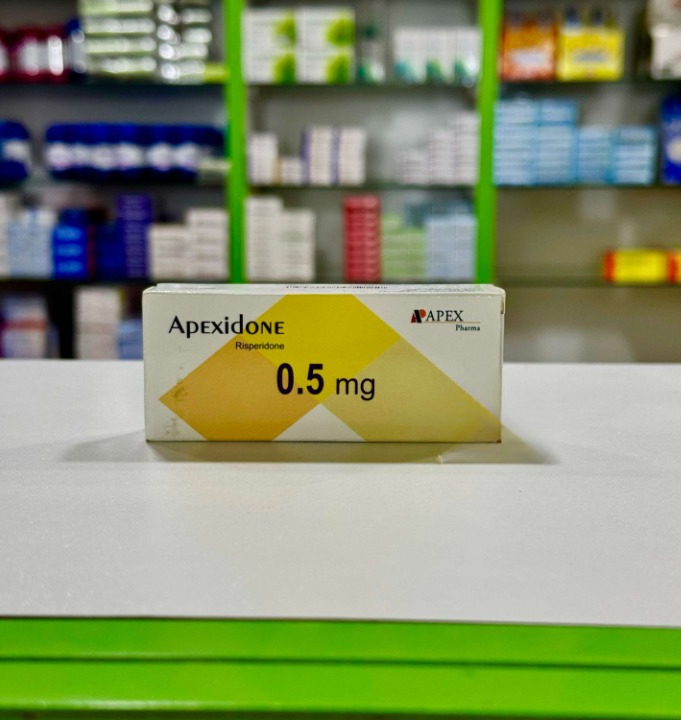 Apexidone
Risperidone
0.5 mg
APEX
Pharma